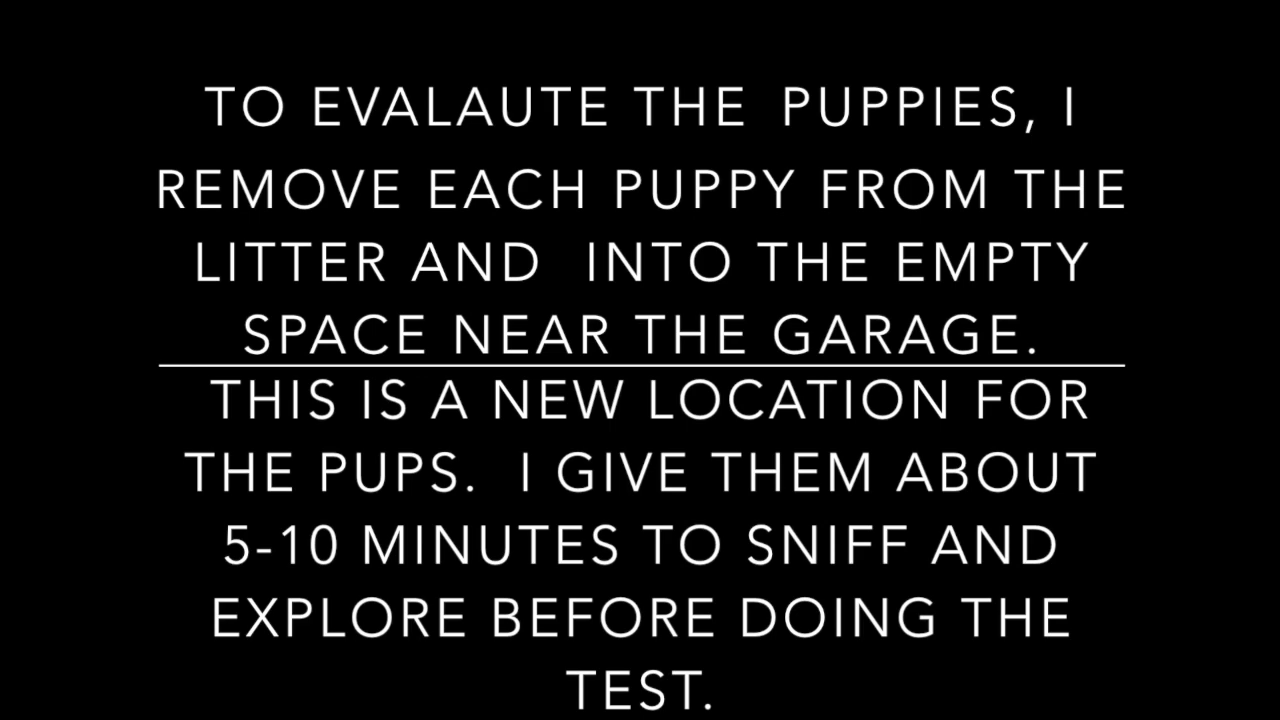 TO EVALAUTE THE PUPPIES, I
REMOVE EACH PUPPY FROM THE
LITTER AND INTO THE EMPTY
SPACE NEAR THE GARAGE.
THIS IS A NEW LOCATION FOR
THE PUPS. I GIVE THEM ABOUT
5-10 MINUTES TO SNIFF AND
EXPLORE BEFORE DOING THE
TEST.